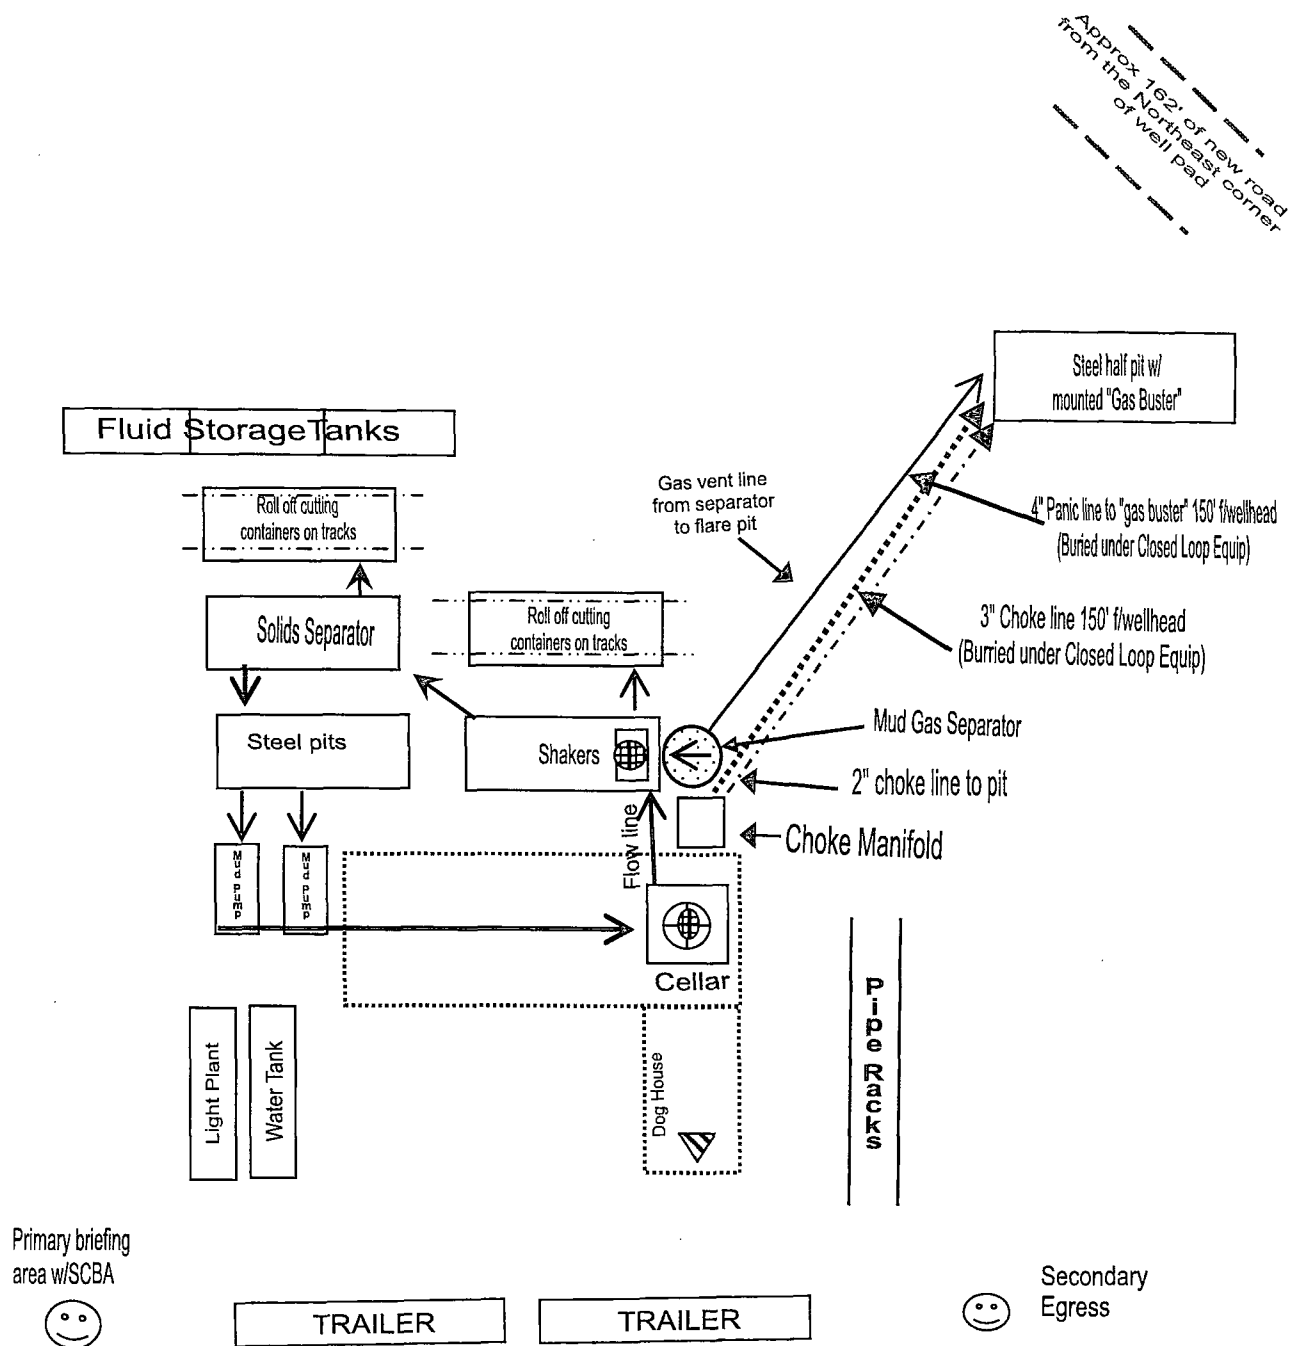 Approx 162' of new road
from the Northeast corner
of well pad
Steel half pit w/
mounted "Gas Buster"
Fluid StorageTanks
Roll off cutting
containers on tracks
Gas vent line
from separator
to flare pit
4" Panic line to "gas buster" 150' f/wellhead
(Buried under Closed Loop Equip)
Solids Separator
Roll off cutting
containers on tracks
3" Choke line 150' f/wellhead
(Burried under Closed Loop Equip)
Steel pits
Shakers
Mud Gas Separator
2" choke line to pit
Choke Manifold
Flow line
Mud pump
Mud pump
Cellar
Pipe Racks
Light Plant
Water Tank
Dog House
Primary briefing
area w/SCBA
Secondary
Egress
TRAILER
TRAILER